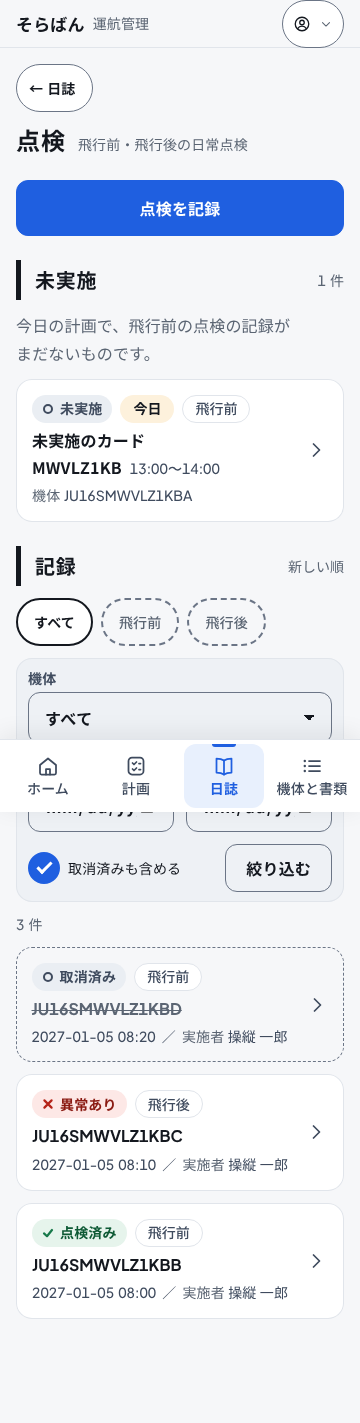 そらばん 運航管理
← 日誌
点検 飛行前・飛行後の日常点検
点検を記録
未実施 1 件
今日の計画で、飛行前の点検の記録が
まだないものです。
未実施 今日 飛行前
未実施のカード
MWVLZ1KB 13:00〜14:00
機体 JU16SMWVLZ1KBA
記録 新しい順
すべて 飛行前 飛行後
機体
すべて
ホーム 計画 日誌 機体と書類
取消済みも含める 絞り込む
3 件
取消済み 飛行前
JU16SMWVLZ1KBD
2027-01-05 08:20 ／ 実施者 操縦 一郎
異常あり 飛行後
JU16SMWVLZ1KBC
2027-01-05 08:10 ／ 実施者 操縦 一郎
点検済み 飛行前
JU16SMWVLZ1KBB
2027-01-05 08:00 ／ 実施者 操縦 一郎